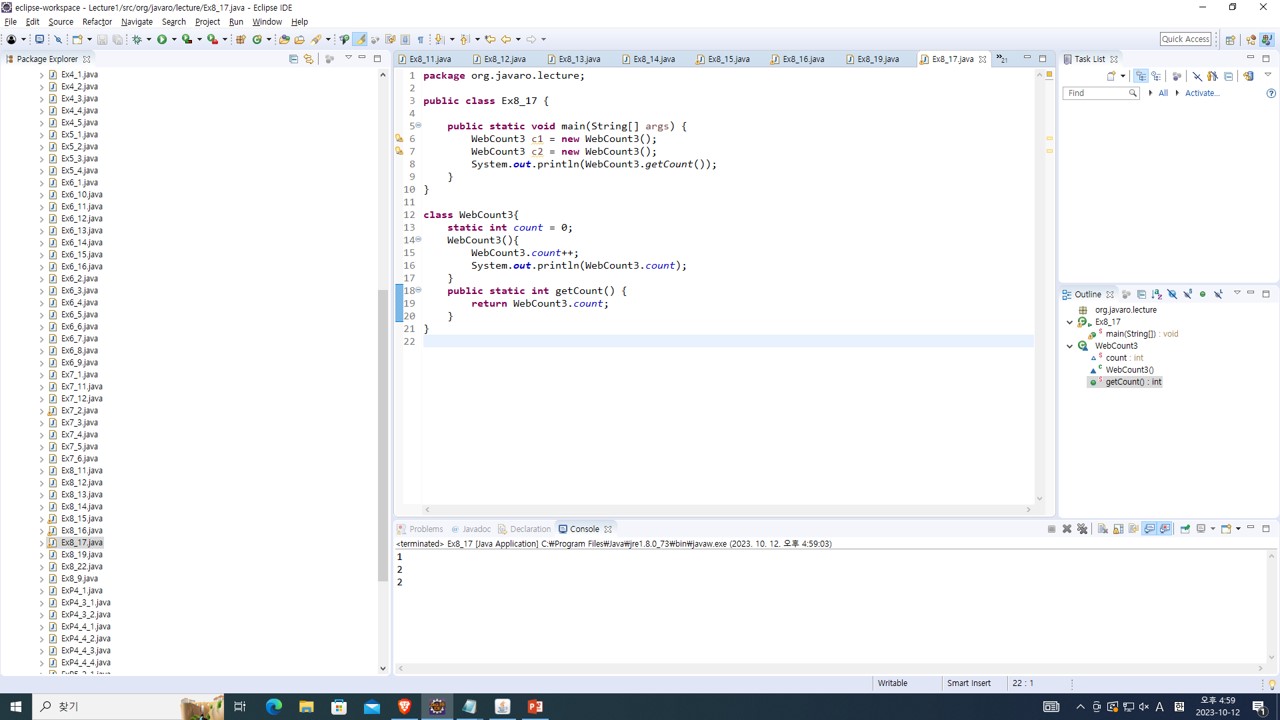 eclipse-workspace - Lecture1/src/org/javaro/lecture/Ex8_17.java - Eclipse IDE
File Edit Source Refactor Navigate Search Project Run Window Help
Quick Access
Package Explorer
Ex4_1.java
Ex4_2.java
Ex4_3.java
Ex4_4.java
Ex4_5.java
Ex5_1.java
Ex5_2.java
Ex5_3.java
Ex5_4.java
Ex6_1.java
Ex6_10.java
Ex6_11.java
Ex6_12.java
Ex6_13.java
Ex6_14.java
Ex6_15.java
Ex6_16.java
Ex6_2.java
Ex6_3.java
Ex6_4.java
Ex6_5.java
Ex6_6.java
Ex6_7.java
Ex6_8.java
Ex6_9.java
Ex7_1.java
Ex7_11.java
Ex7_12.java
Ex7_2.java
Ex7_3.java
Ex7_4.java
Ex7_5.java
Ex7_6.java
Ex8_11.java
Ex8_12.java
Ex8_13.java
Ex8_14.java
Ex8_15.java
Ex8_16.java
Ex8_17.java
Ex8_19.java
Ex8_22.java
Ex8_9.java
ExP4_1.java
ExP4_3_1.java
ExP4_3_2.java
ExP4_4_1.java
ExP4_4_2.java
ExP4_4_3.java
ExP4_4_4.java
Ex8_11.java Ex8_12.java Ex8_13.java Ex8_14.java Ex8_15.java Ex8_16.java Ex8_19.java Ex8_17.java
1 package org.javaro.lecture;
2
3 public class Ex8_17 {
4
5 public static void main(String[] args) {
6 WebCount3 c1 = new WebCount3();
7 WebCount3 c2 = new WebCount3();
8 System.out.println(WebCount3.getCount());
9 }
10 }
11
12 class WebCount3{
13 static int count = 0;
14 WebCount3(){
15 WebCount3.count++;
16 System.out.println(WebCount3.count);
17 }
18 public static int getCount() {
19 return WebCount3.count;
20 }
21 }
22
Task List
Find All Activate...
Outline
org.javaro.lecture
Ex8_17
main(String[]) : void
WebCount3
count : int
WebCount3()
getCount() : int
Problems Javadoc Declaration Console
<terminated> Ex8_17 [Java Application] C:₩Program Files₩Java₩jre1.8.0_73₩bin₩javaw.exe (2023. 10. 12. 오후 4:59:03)
1
2
2
Writable Smart Insert 22 : 1
찾기
A 오후 4:59
2023-10-12
1